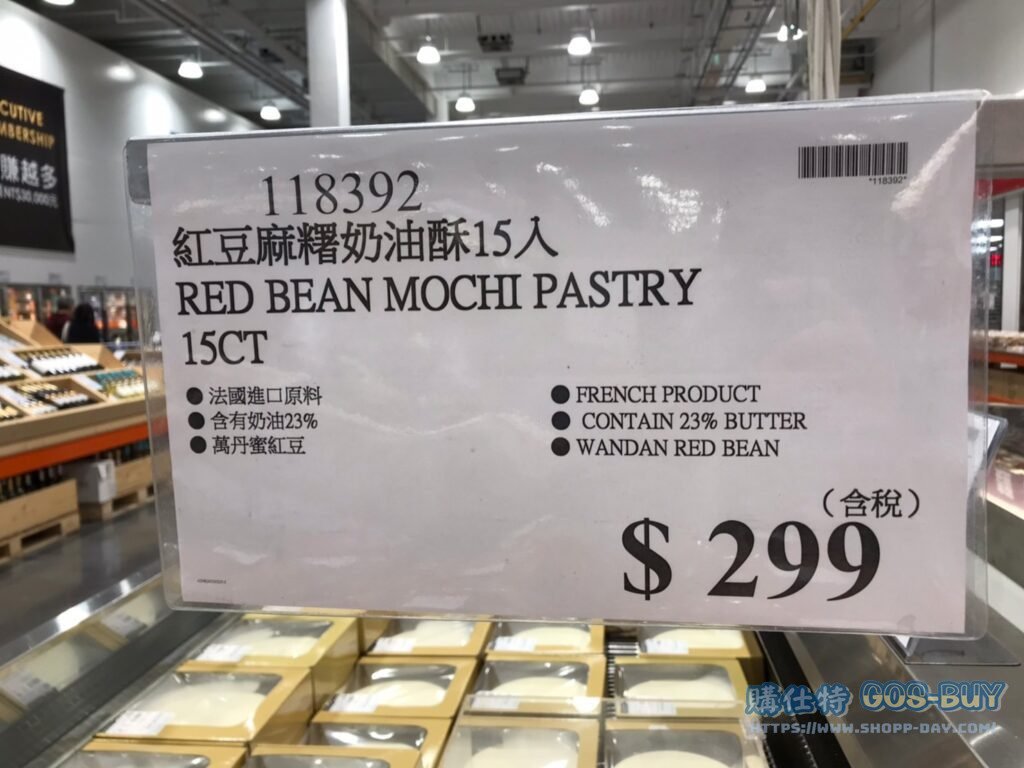 CUTIVE
MBERSHIP
賺越多
118392
*118392*
紅豆麻糬奶油酥15入
RED BEAN MOCHI PASTRY
15CT
● 法國進口原料
● 含有奶油23%
● 萬丹蜜紅豆
● FRENCH PRODUCT
● CONTAIN 23% BUTTER
● WANDAN RED BEAN
（含稅）
$ 299
購仕特 GOS-BUY
HTTPS://WWW.SHOPP-DAY.COM/